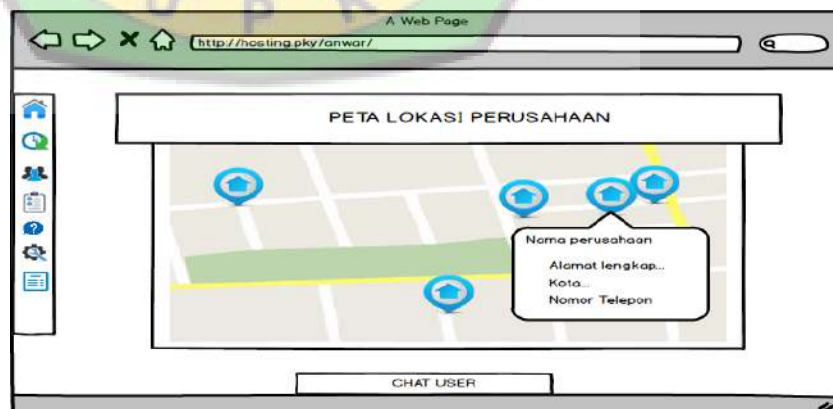 U P K
A Web Page
http://hosting.pky/anwar/
PETA LOKASI PERUSAHAAN
Nama perusahaan
Alamat lengkap...
Kota...
Nomor Telepon
CHAT USER